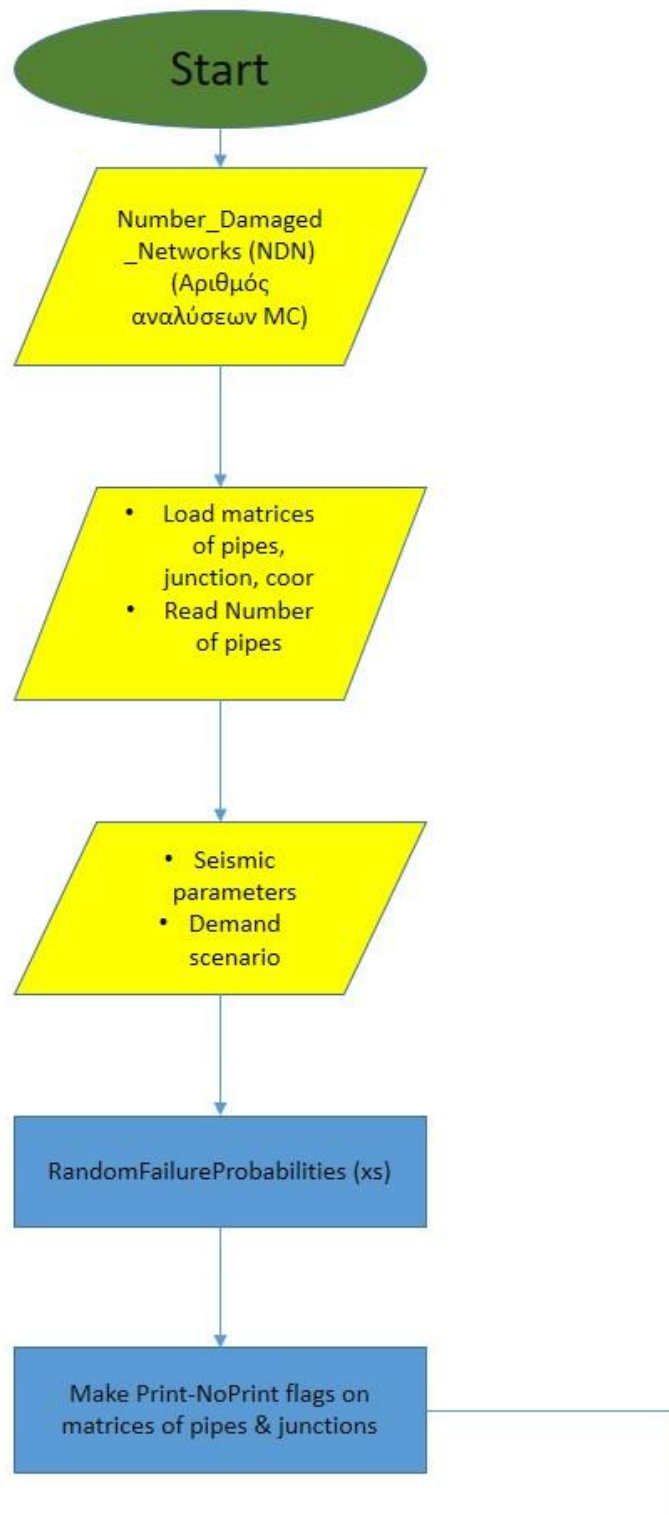 Start
Number_Damaged
_Networks (NDN)
(Αριθμός
αναλύσεων MC)
• Load matrices
of pipes,
junction, coor
• Read Number
of pipes
• Seismic
parameters
• Demand
scenario
RandomFailureProbabilities (xs)
Make Print-NoPrint flags on
matrices of pipes & junctions